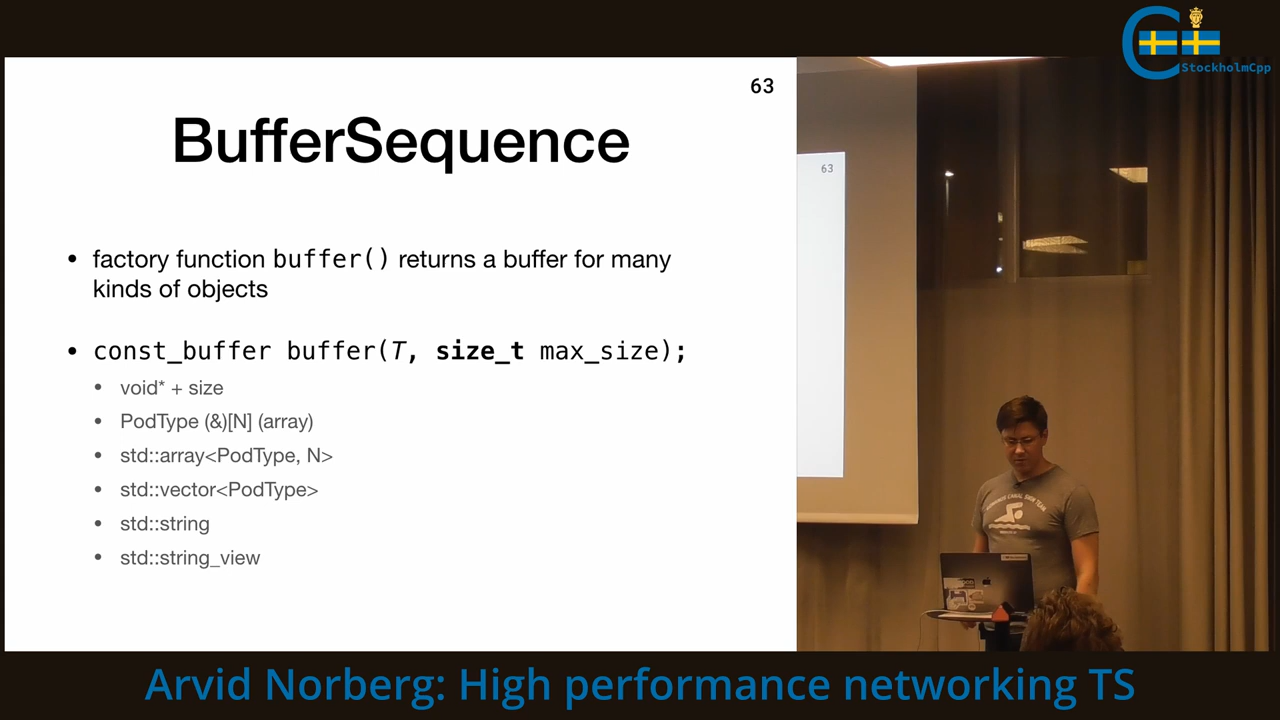 StockholmCpp
63
BufferSequence
• factory function buffer() returns a buffer for many
kinds of objects
• const_buffer buffer(T, size_t max_size);
• void* + size
• PodType (&)[N] (array)
• std::array<PodType, N>
• std::vector<PodType>
• std::string
• std::string_view
63
Arvid Norberg: High performance networking TS